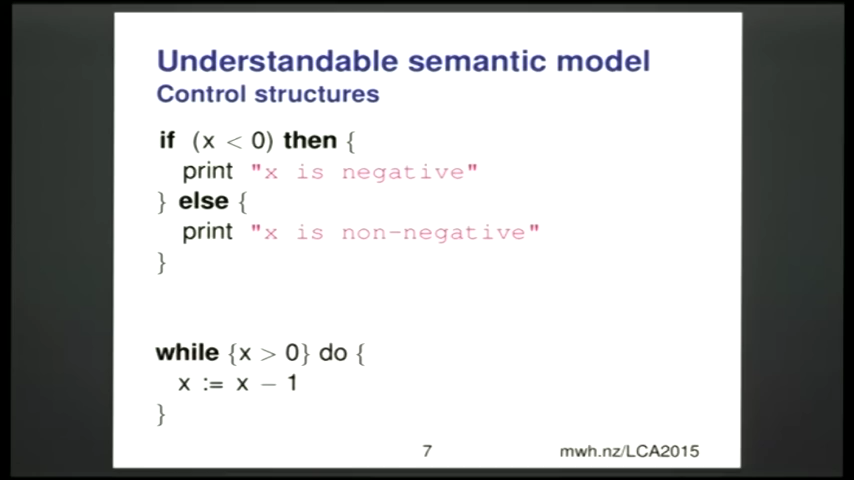 Understandable semantic model
Control structures
if (x < 0) then {
print "x is negative"
} else {
print "x is non-negative"
}
while {x > 0} do {
x := x − 1
}
7
mwh.nz/LCA2015